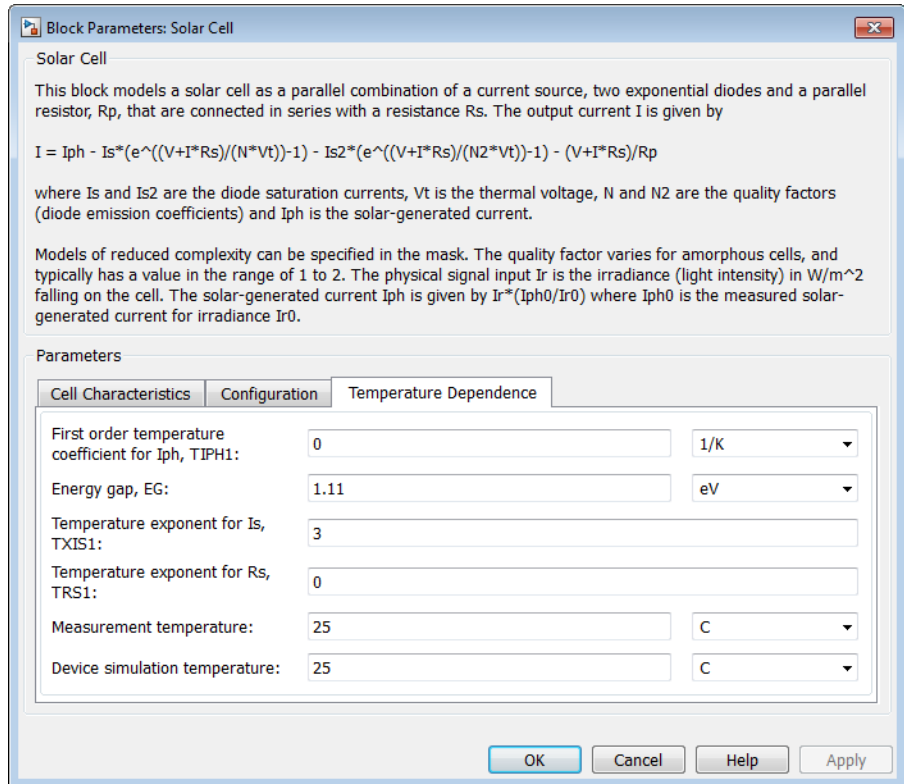 Block Parameters: Solar Cell
Solar Cell
This block models a solar cell as a parallel combination of a current source, two exponential diodes and a parallel
resistor, Rp, that are connected in series with a resistance Rs. The output current I is given by
I = Iph - Is*(e^((V+I*Rs)/(N*Vt))-1) - Is2*(e^((V+I*Rs)/(N2*Vt))-1) - (V+I*Rs)/Rp
where Is and Is2 are the diode saturation currents, Vt is the thermal voltage, N and N2 are the quality factors
(diode emission coefficients) and Iph is the solar-generated current.
Models of reduced complexity can be specified in the mask. The quality factor varies for amorphous cells, and
typically has a value in the range of 1 to 2. The physical signal input Ir is the irradiance (light intensity) in W/m^2
falling on the cell. The solar-generated current Iph is given by Ir*(Iph0/Ir0) where Iph0 is the measured solar-
generated current for irradiance Ir0.
Parameters
Cell Characteristics Configuration Temperature Dependence
First order temperature
coefficient for Iph, TIPH1: 0 1/K
Energy gap, EG: 1.11 eV
Temperature exponent for Is,
TXIS1: 3
Temperature exponent for Rs,
TRS1: 0
Measurement temperature: 25 C
Device simulation temperature: 25 C
OK Cancel Help Apply